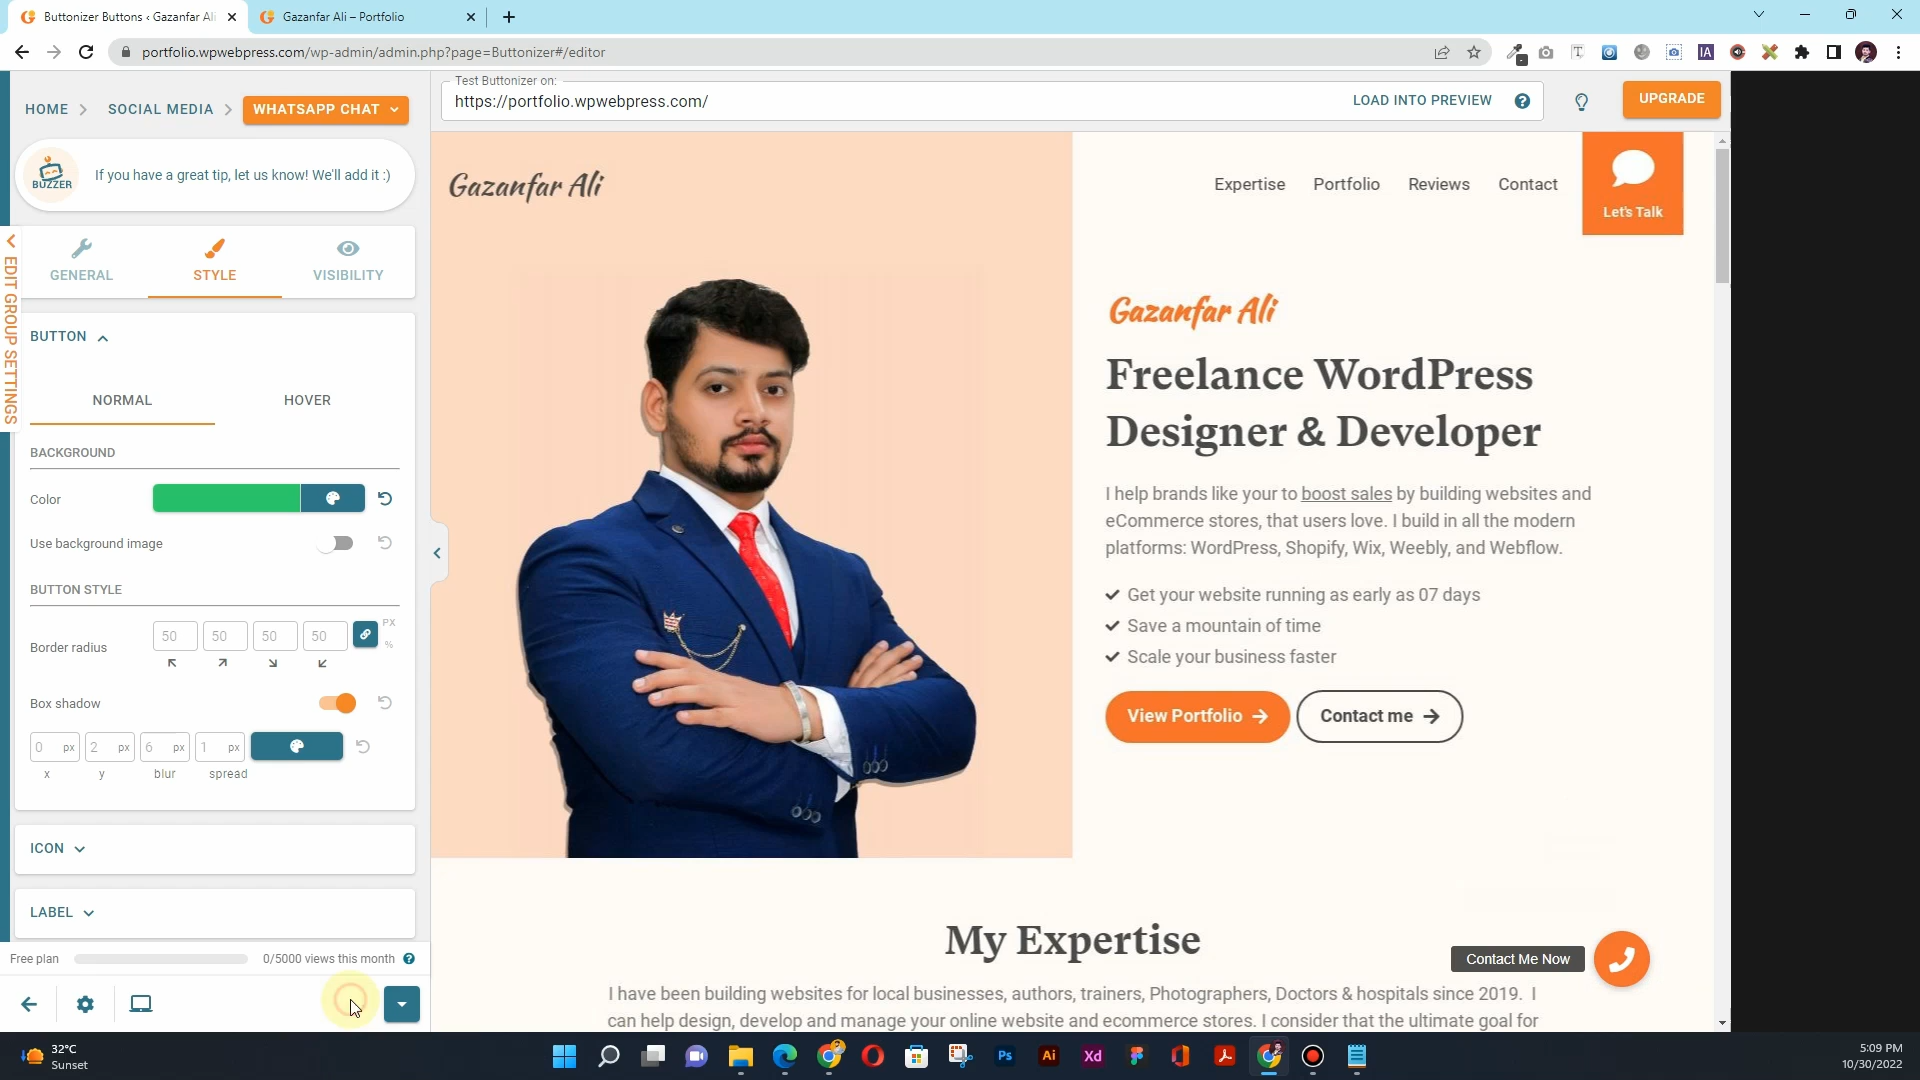 Buttonizer Buttons ‹ Gazanfar Ali
Gazanfar Ali – Portfolio
portfolio.wpwebpress.com/wp-admin/admin.php?page=Buttonizer#/editor
HOME
SOCIAL MEDIA
WHATSAPP CHAT
BUZZER
If you have a great tip, let us know! We'll add it :)
GENERAL
STYLE
VISIBILITY
EDIT GROUP SETTINGS
BUTTON
NORMAL
HOVER
BACKGROUND
Color
Use background image
BUTTON STYLE
Border radius
50
50
50
50
PX
%
Box shadow
0 px
2 px
6 px
1 px
x
y
blur
spread
ICON
LABEL
Free plan
0/5000 views this month
Test Buttonizer on:
https://portfolio.wpwebpress.com/
LOAD INTO PREVIEW
UPGRADE
Gazanfar Ali
Expertise
Portfolio
Reviews
Contact
Let's Talk
Gazanfar Ali
Freelance WordPress
Designer & Developer
I help brands like your to boost sales by building websites and
eCommerce stores, that users love. I build in all the modern
platforms: WordPress, Shopify, Wix, Weebly, and Webflow.
Get your website running as early as 07 days
Save a mountain of time
Scale your business faster
View Portfolio
Contact me
My Expertise
Contact Me Now
I have been building websites for local businesses, authors, trainers, Photographers, Doctors & hospitals since 2019. I
can help design, develop and manage your online website and ecommerce stores. I consider that the ultimate goal for
IA
32°C
Sunset
Ps
Ai
Xd
5:09 PM
10/30/2022